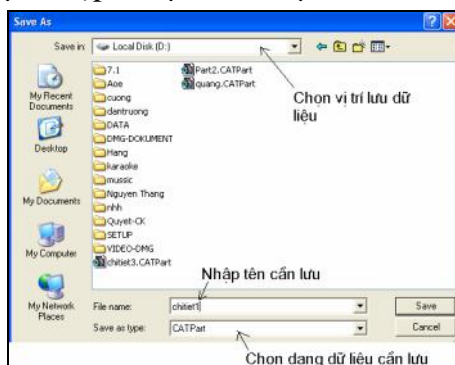 Save As
Save in:
Local Disk (D:)
7.1
Aoe
cuong
dantruong
DATA
DMG-DOKUMENT
Hang
karaoke
mussic
Nguyen Thang
nhh
Quyet-CK
SETUP
VIDEO-DMG
chitiet3.CATPart
Part2.CATPart
quang.CATPart
My Recent
Documents
Desktop
My Documents
My Computer
My Network
Places
Chọn vị trí lưu dữ
liệu
Nhập tên cần lưu
File name:
chitiet1
Save
Save as type:
CATPart
Cancel
Chọn dạng dữ liệu cần lưu